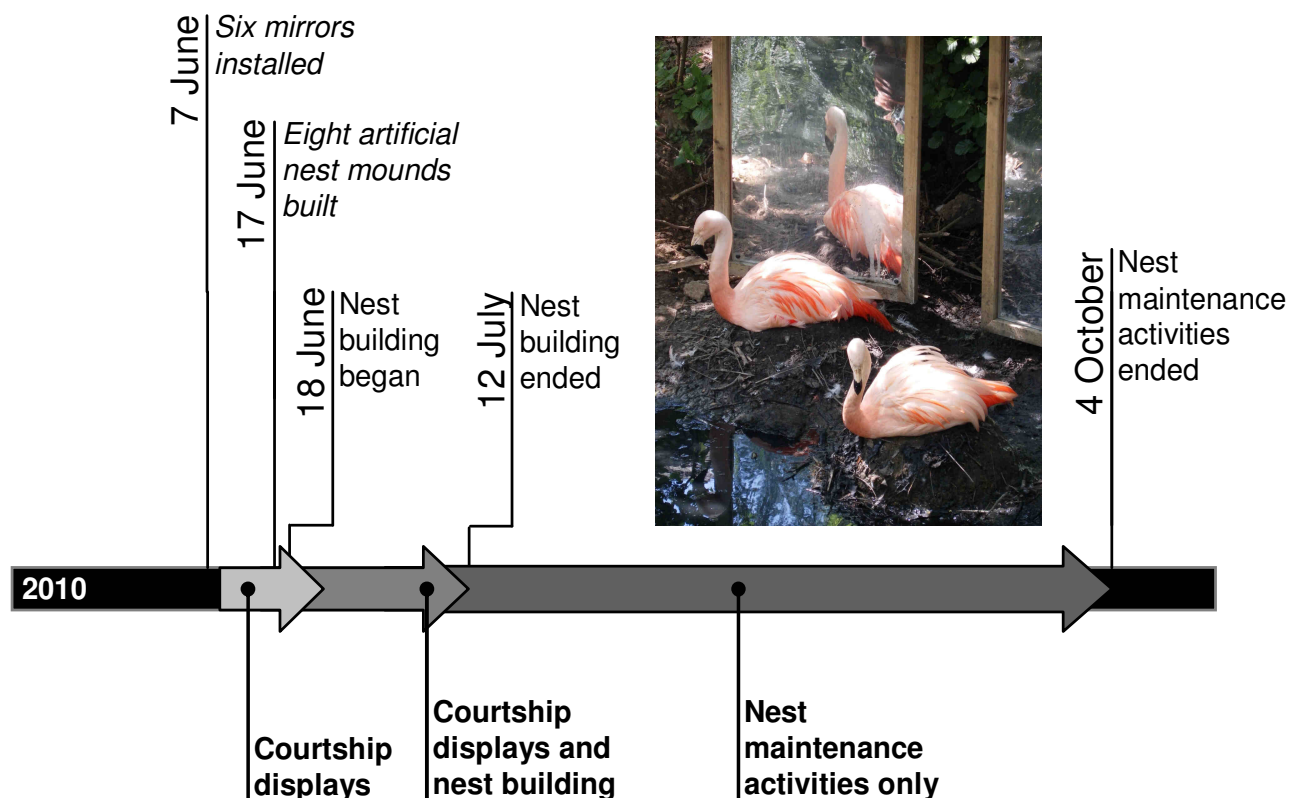 7 June
Six mirrors
installed
17 June
Eight artificial
nest mounds
built
18 June
Nest
building
began
12 July
Nest
building
ended
4 October
Nest
maintenance
activities
ended
2010
Courtship
displays
Courtship
displays and
nest building
Nest
maintenance
activities only